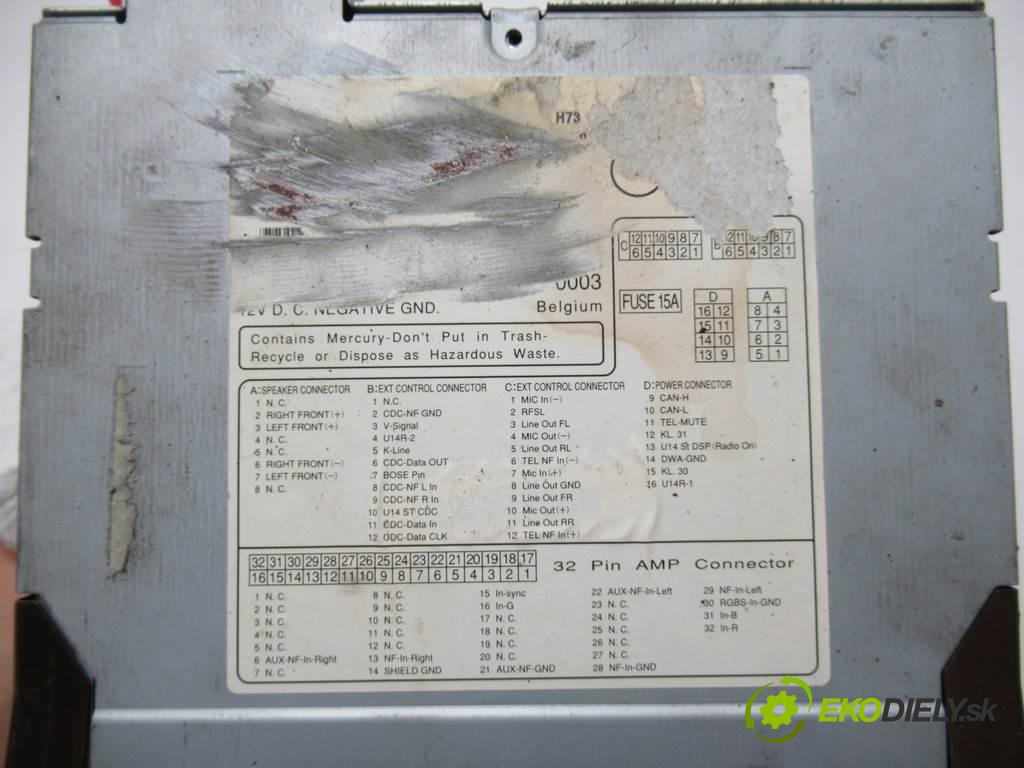 H73
C 12 11 10 9 8 7
6 5 4 3 2 1
B 12 11 10 9 8 7
6 5 4 3 2 1
0003
12V D. C. NEGATIVE GND.
Belgium
FUSE 15A
D
16 12
15 11
14 10
13 9
A
8 4
7 3
6 2
5 1
Contains Mercury-Don't Put in Trash-
Recycle or Dispose as Hazardous Waste.
A:SPEAKER CONNECTOR
1 N. C.
2 RIGHT FRONT(+)
3 LEFT FRONT(+)
4 N. C.
5 N. C.
6 RIGHT FRONT(-)
7 LEFT FRONT(-)
8 N. C.
B:EXT CONTROL CONNECTOR
1 N.C.
2 CDC-NF GND
3 V-Signal
4 U14R-2
5 K-Line
6 CDC-Data OUT
7 BOSE Pin
8 CDC-NF L In
9 CDC-NF R In
10 U14 ST CDC
11 CDC-Data In
12 CDC-Data CLK
C:EXT CONTROL CONNECTOR
1 MIC In(-)
2 RFSL
3 Line Out FL
4 MIC Out(-)
5 Line Out RL
6 TEL NF In(-)
7 Mic In(+)
8 Line Out GND
9 Line Out FR
10 Mic Out(+)
11 Line Out RR
12 TEL NF In(+)
D:POWER CONNECTOR
9 CAN-H
10 CAN-L
11 TEL-MUTE
12 KL. 31
13 U14 ST DSP (Radio On)
14 DWA-GND
15 KL. 30
16 U14R-1
32 31 30 29 28 27 26 25 24 23 22 21 20 19 18 17
16 15 14 13 12 11 10 9 8 7 6 5 4 3 2 1
32 Pin AMP Connector
1 N. C.
2 N. C.
3 N. C.
4 N. C.
5 N. C.
6 AUX-NF-In-Right
7 N. C.
8 N. C.
9 N. C.
10 N. C.
11 N. C.
12 N. C.
13 NF-In-Right
14 SHIELD GND
15 In-sync
16 In-G
17 N. C.
18 N. C.
19 N. C.
20 N. C.
21 AUX-NF-GND
22 AUX-NF-In-Left
23 N. C.
24 N. C.
25 N. C.
26 N. C.
27 N. C.
28 NF-In-GND
29 NF-In-Left
30 RGBS-In-GND
31 In-B
32 In-R
EKODIELY.sk